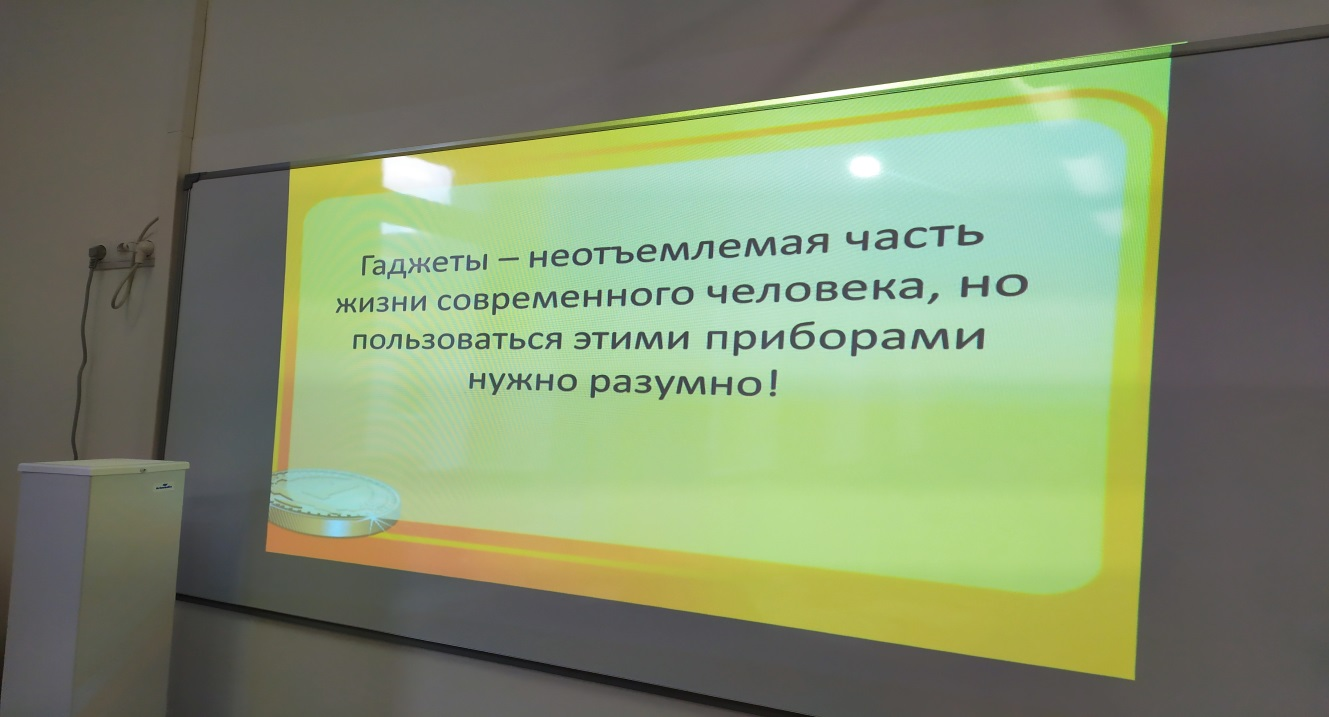 Гаджеты – неотъемлемая часть
жизни современного человека, но
пользоваться этими приборами
нужно разумно!